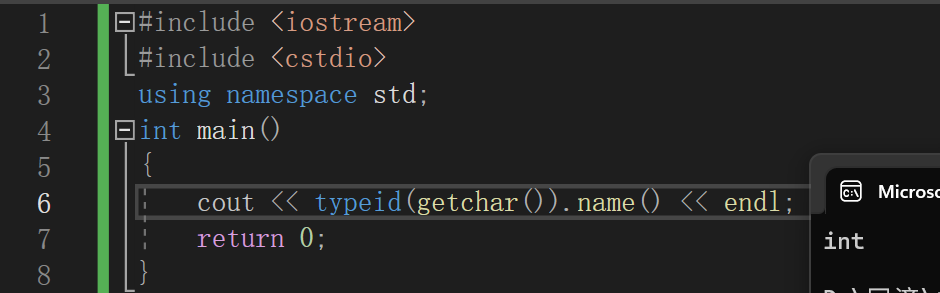 1 #include <iostream>
2 #include <cstdio>
3 using namespace std;
4 int main()
5 {
6 cout << typeid(getchar()).name() << endl;
7 return 0;
8 }
Microso
int